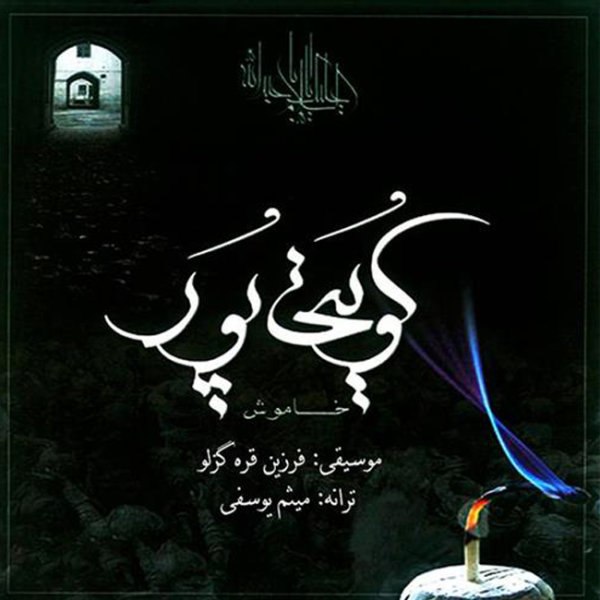 کویتی پور
خاموش
موسیقی: فرزین قره گزلو
ترانه: میثم یوسفی